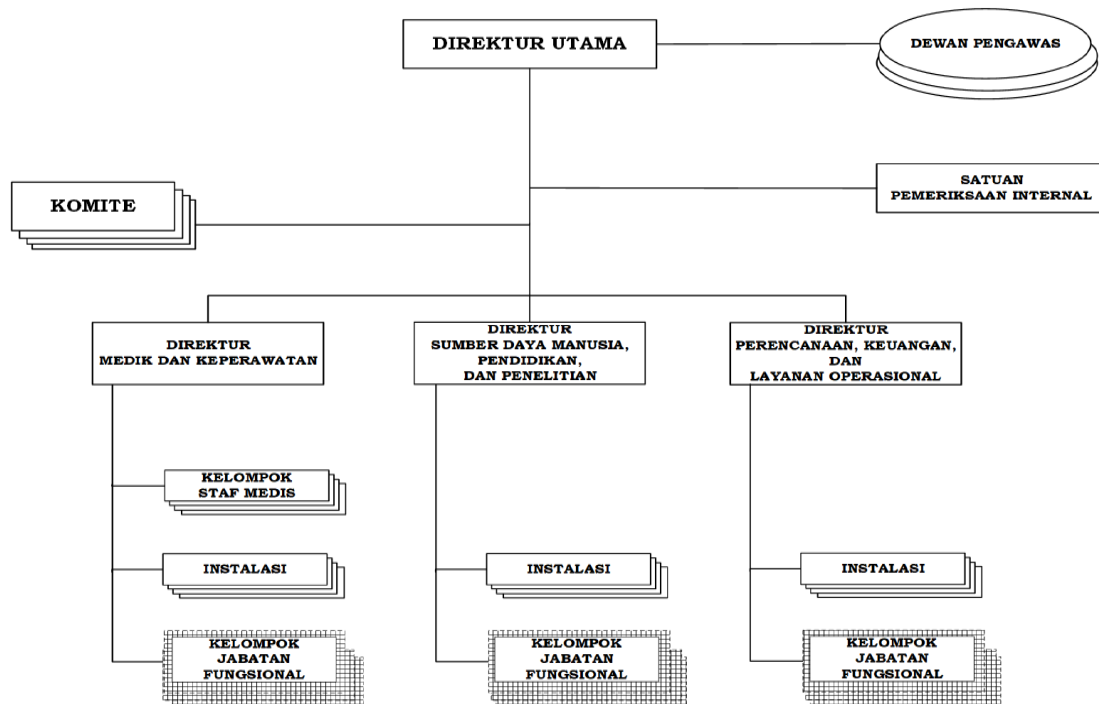 DIREKTUR UTAMA
DEWAN PENGAWAS
SATUAN
PEMERIKSAAN INTERNAL
KOMITE
DIREKTUR
MEDIK DAN KEPERAWATAN
DIREKTUR
SUMBER DAYA MANUSIA,
PENDIDIKAN,
DAN PENELITIAN
DIREKTUR
PERENCANAAN, KEUANGAN,
DAN
LAYANAN OPERASIONAL
KELOMPOK
STAF MEDIS
INSTALASI
INSTALASI
INSTALASI
KELOMPOK
JABATAN
FUNGSIONAL
KELOMPOK
JABATAN
FUNGSIONAL
KELOMPOK
JABATAN
FUNGSIONAL